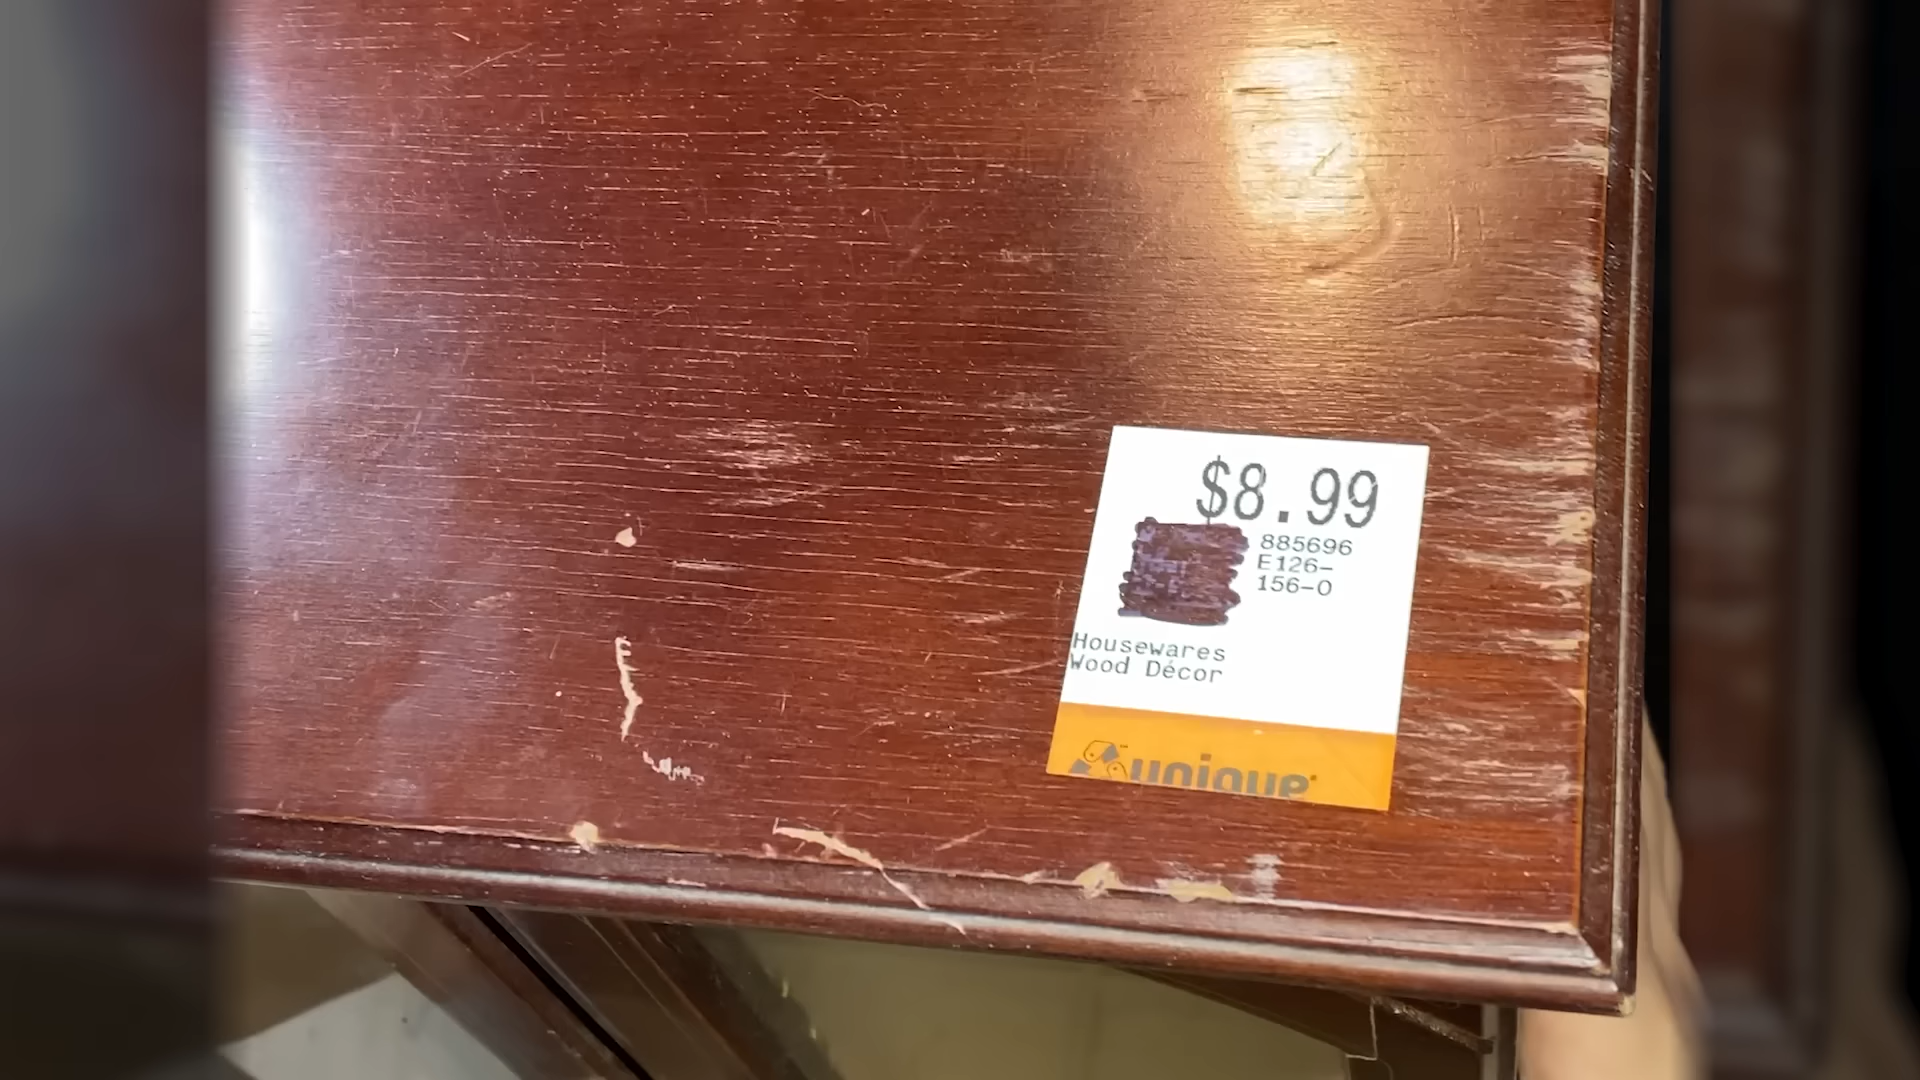 $8.99
885696
E126-
156-0
Housewares
Wood Décor
unique